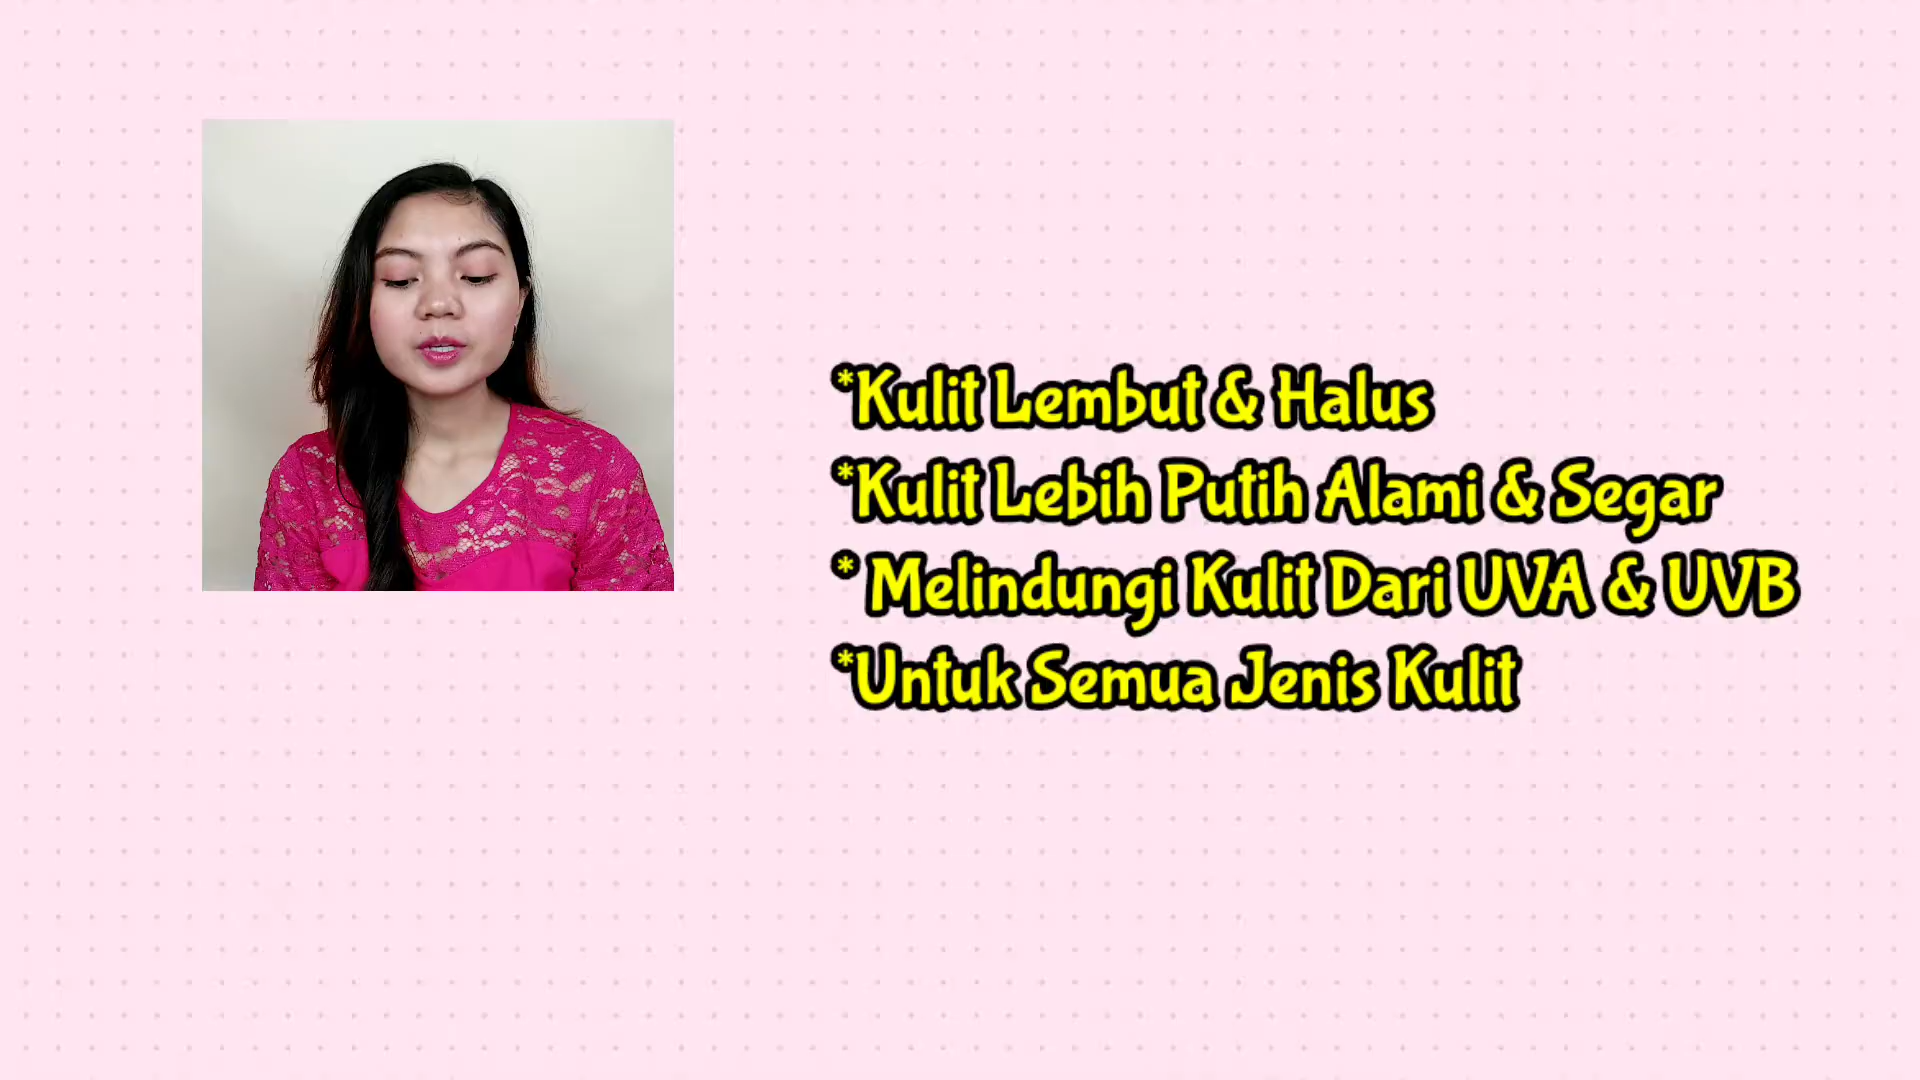 *Kulit Lembut & Halus
*Kulit Lebih Putih Alami & Segar
* Melindungi Kulit Dari UVA & UVB
*Untuk Semua Jenis Kulit